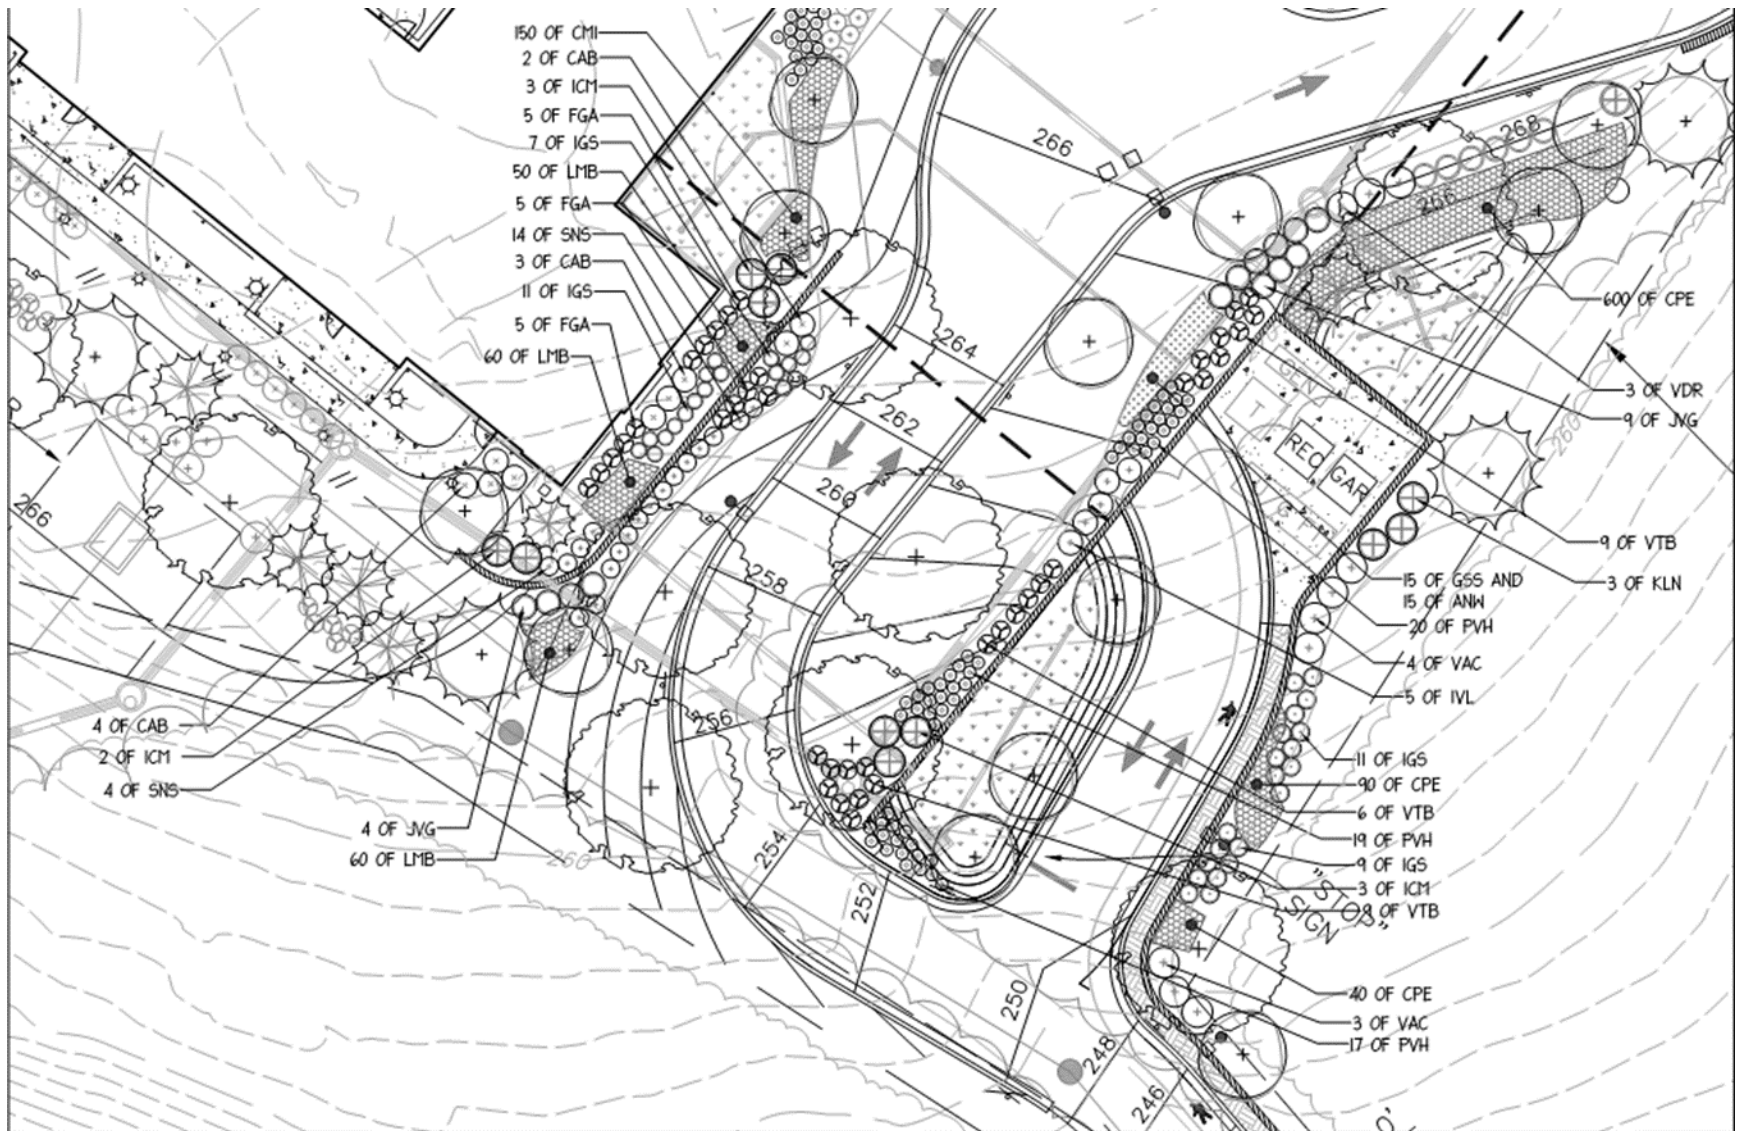 150 OF CMI
2 OF CAB
3 OF ICM
5 OF FGA
7 OF IGS
50 OF LMB
5 OF FGA
14 OF SNS
3 OF CAB
11 OF IGS
5 OF FGA
60 OF LMB
266
268
266
264
262
260
258
256
254
252
250
248
246
266
260
260
600 OF CPE
3 OF VDR
9 OF JVG
GEN
T
REC
GAR
9 OF VTB
3 OF KLN
15 OF GSS AND
15 OF ANW
20 OF PVH
4 OF VAC
5 OF IVL
11 OF IGS
90 OF CPE
6 OF VTB
19 OF PVH
9 OF IGS
3 OF ICM
9 OF VTB
"STOP"
SIGN
40 OF CPE
3 OF VAC
17 OF PVH
4 OF CAB
2 OF ICM
4 OF SNS
4 OF JVG
60 OF LMB